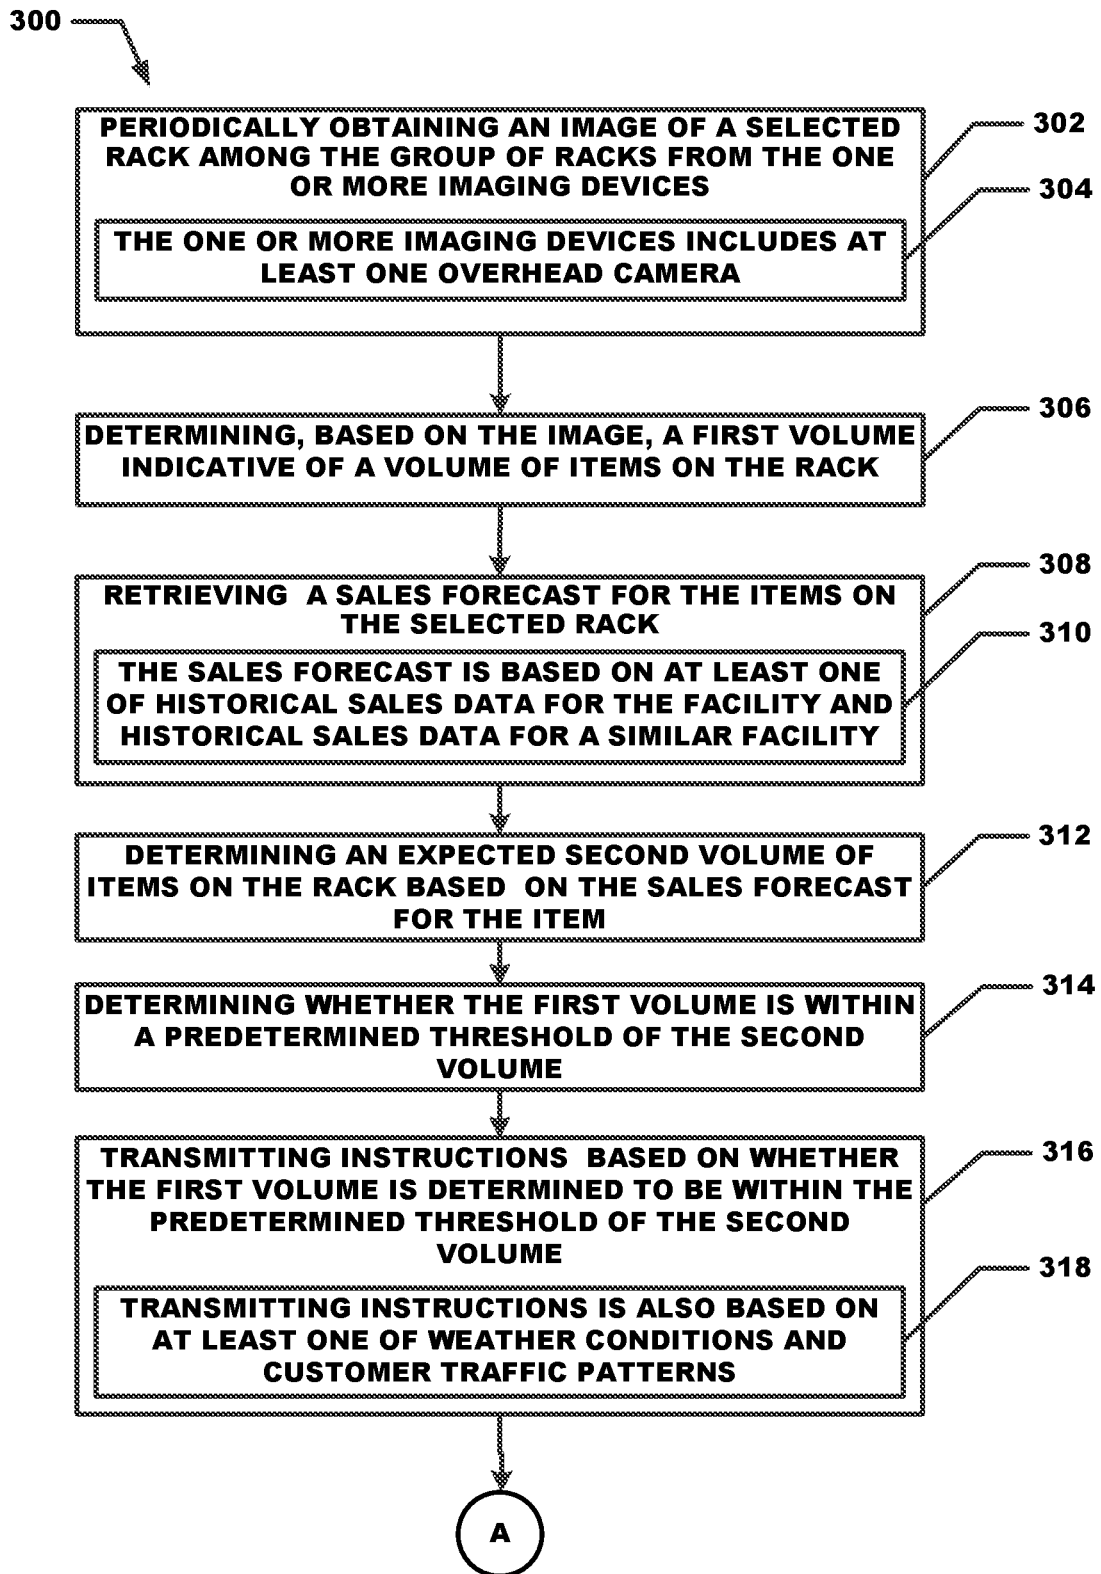 300
PERIODICALLY OBTAINING AN IMAGE OF A SELECTED
RACK AMONG THE GROUP OF RACKS FROM THE ONE
OR MORE IMAGING DEVICES
302
THE ONE OR MORE IMAGING DEVICES INCLUDES AT
LEAST ONE OVERHEAD CAMERA
304
DETERMINING, BASED ON THE IMAGE, A FIRST VOLUME
INDICATIVE OF A VOLUME OF ITEMS ON THE RACK
306
RETRIEVING A SALES FORECAST FOR THE ITEMS ON
THE SELECTED RACK
308
THE SALES FORECAST IS BASED ON AT LEAST ONE
OF HISTORICAL SALES DATA FOR THE FACILITY AND
HISTORICAL SALES DATA FOR A SIMILAR FACILITY
310
DETERMINING AN EXPECTED SECOND VOLUME OF
ITEMS ON THE RACK BASED ON THE SALES FORECAST
FOR THE ITEM
312
DETERMINING WHETHER THE FIRST VOLUME IS WITHIN
A PREDETERMINED THRESHOLD OF THE SECOND
VOLUME
314
TRANSMITTING INSTRUCTIONS BASED ON WHETHER
THE FIRST VOLUME IS DETERMINED TO BE WITHIN THE
PREDETERMINED THRESHOLD OF THE SECOND
VOLUME
316
TRANSMITTING INSTRUCTIONS IS ALSO BASED ON
AT LEAST ONE OF WEATHER CONDITIONS AND
CUSTOMER TRAFFIC PATTERNS
318
A